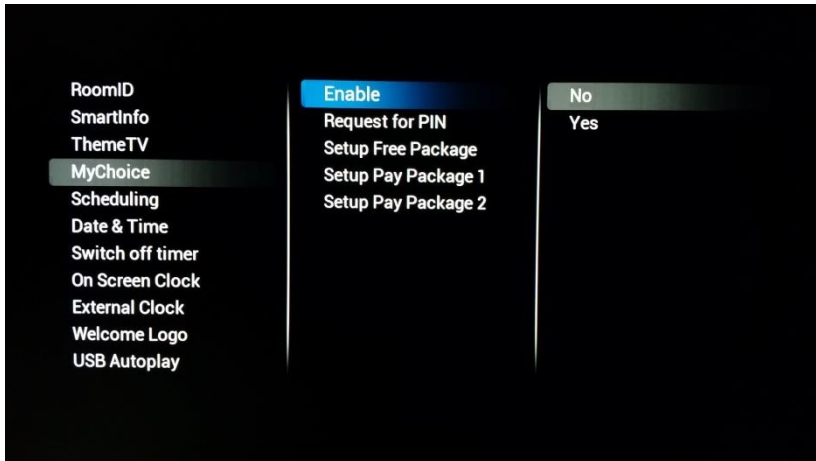 RoomID
SmartInfo
ThemeTV
MyChoice
Scheduling
Date & Time
Switch off timer
On Screen Clock
External Clock
Welcome Logo
USB Autoplay
Enable
Request for PIN
Setup Free Package
Setup Pay Package 1
Setup Pay Package 2
No
Yes